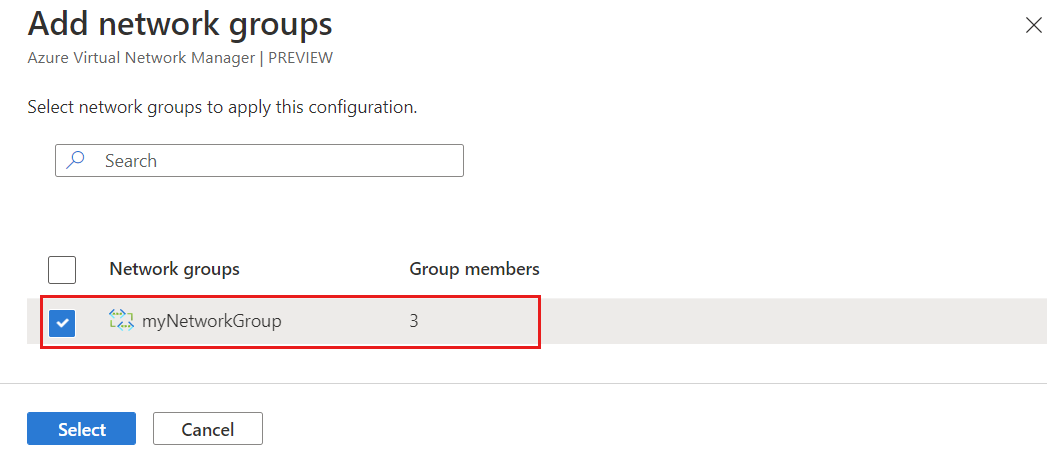 Add network groups
Azure Virtual Network Manager | PREVIEW
Select network groups to apply this configuration.
Search
Network groups Group members
myNetworkGroup 3
Select Cancel